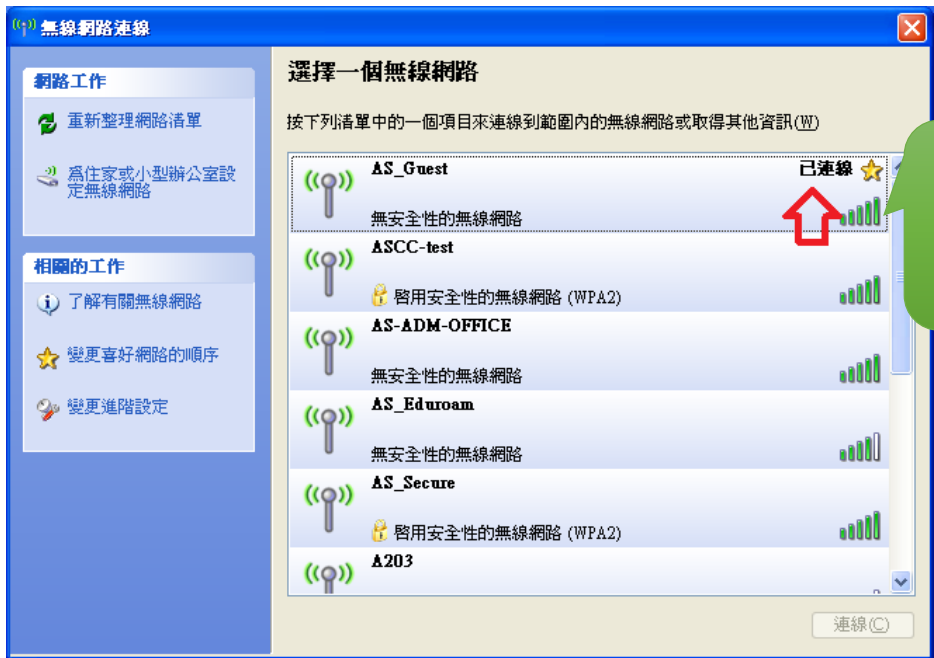 無線網路連線
網路工作
重新整理網路清單
為住家或小型辦公室設
定無線網路
相關的工作
了解有關無線網路
變更喜好網路的順序
變更進階設定
選擇一個無線網路
按下列清單中的一個項目來連線到範圍內的無線網路或取得其他資訊(W)
AS_Guest
已連線
無安全性的無線網路
ASCC-test
啓用安全性的無線網路 (WPA2)
AS-ADM-OFFICE
無安全性的無線網路
AS_Eduroam
無安全性的無線網路
AS_Secure
啓用安全性的無線網路 (WPA2)
A203
連線(C)